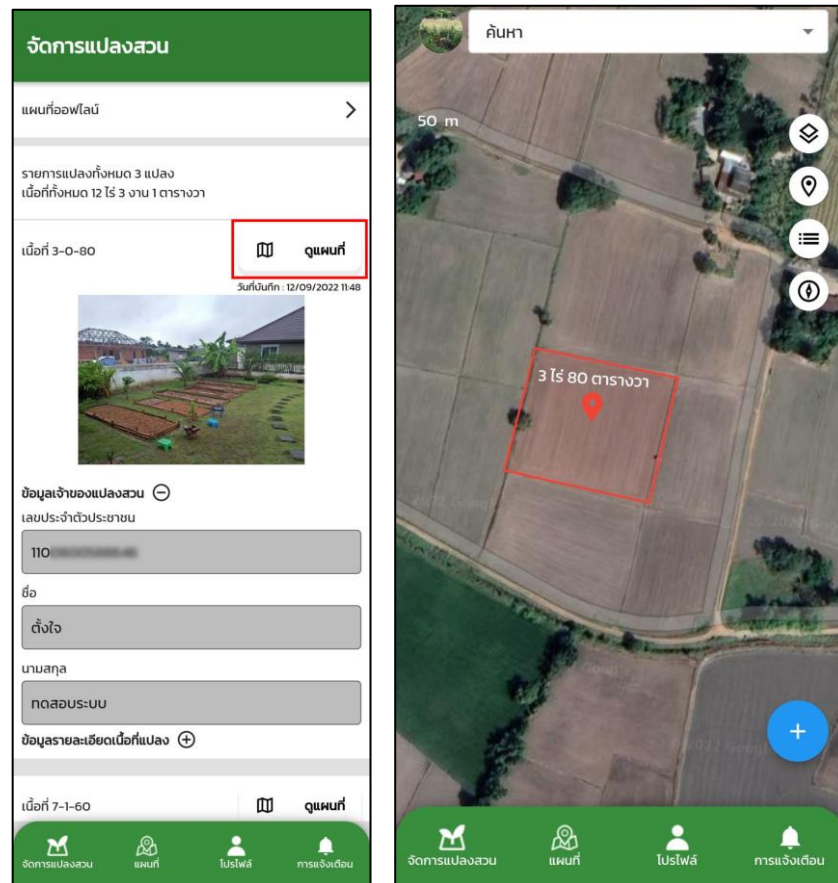 จัดการแปลงสวน
แผนที่ออฟไลน์
รายการแปลงทั้งหมด 3 แปลง
เนื้อที่ทั้งหมด 12 ไร่ 3 งาน 1 ตารางวา
เนื้อที่ 3-0-80
ดูแผนที่
วันที่บันทึก : 12/09/2022 11:48
ข้อมูลเจ้าของแปลงสวน
เลขประจำตัวประชาชน
110
ชื่อ
ตั้งใจ
นามสกุล
ทดสอบระบบ
ข้อมูลรายละเอียดเนื้อที่แปลง
เนื้อที่ 7-1-60
ดูแผนที่
จัดการแปลงสวน
แผนที่
โปรไฟล์
การแจ้งเตือน
ค้นหา
50 m
3 ไร่ 80 ตารางวา
จัดการแปลงสวน
แผนที่
โปรไฟล์
การแจ้งเตือน